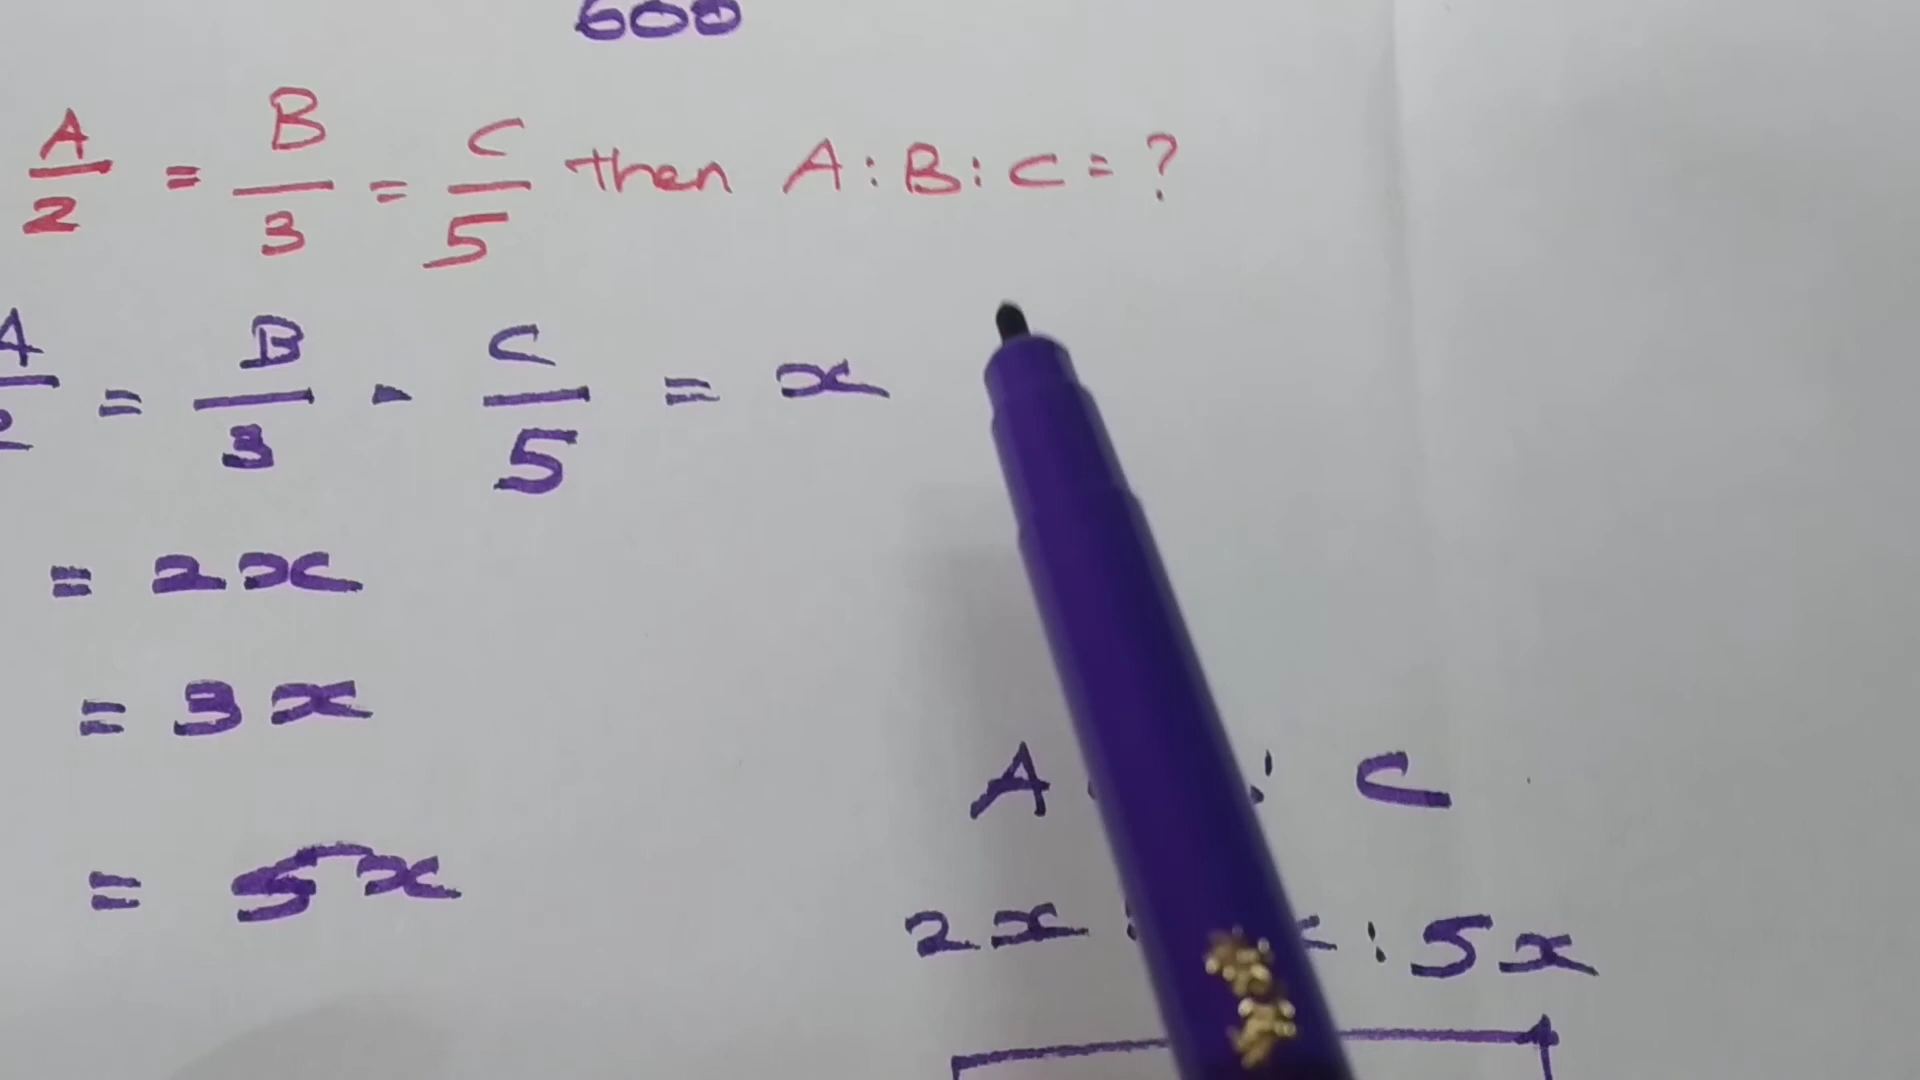 600
A/2 = B/3 = C/5 then A:B:C = ?
A/2 = B/3 - C/5 = x
= 2x
= 3x
= 5x
A : : C
2x : x : 5x